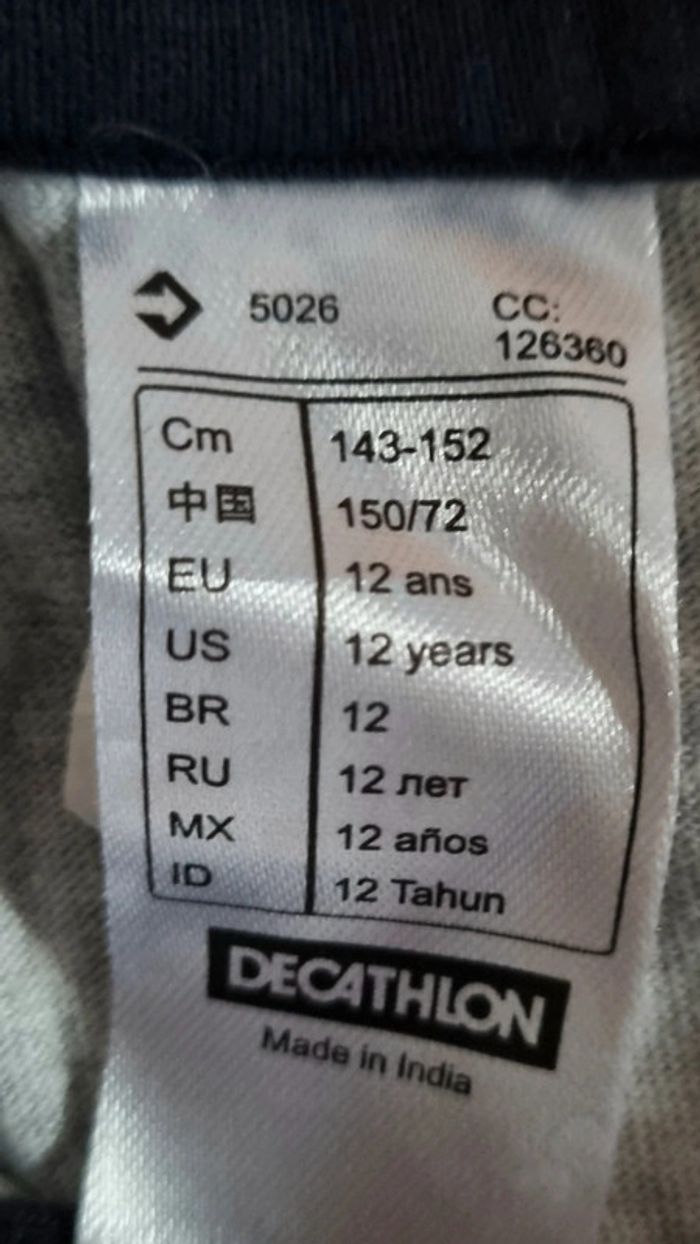 5026 CC:
126360
Cm 143-152
中国 150/72
EU 12 ans
US 12 years
BR 12
RU 12 лет
MX 12 años
ID 12 Tahun
DECATHLON
Made in India